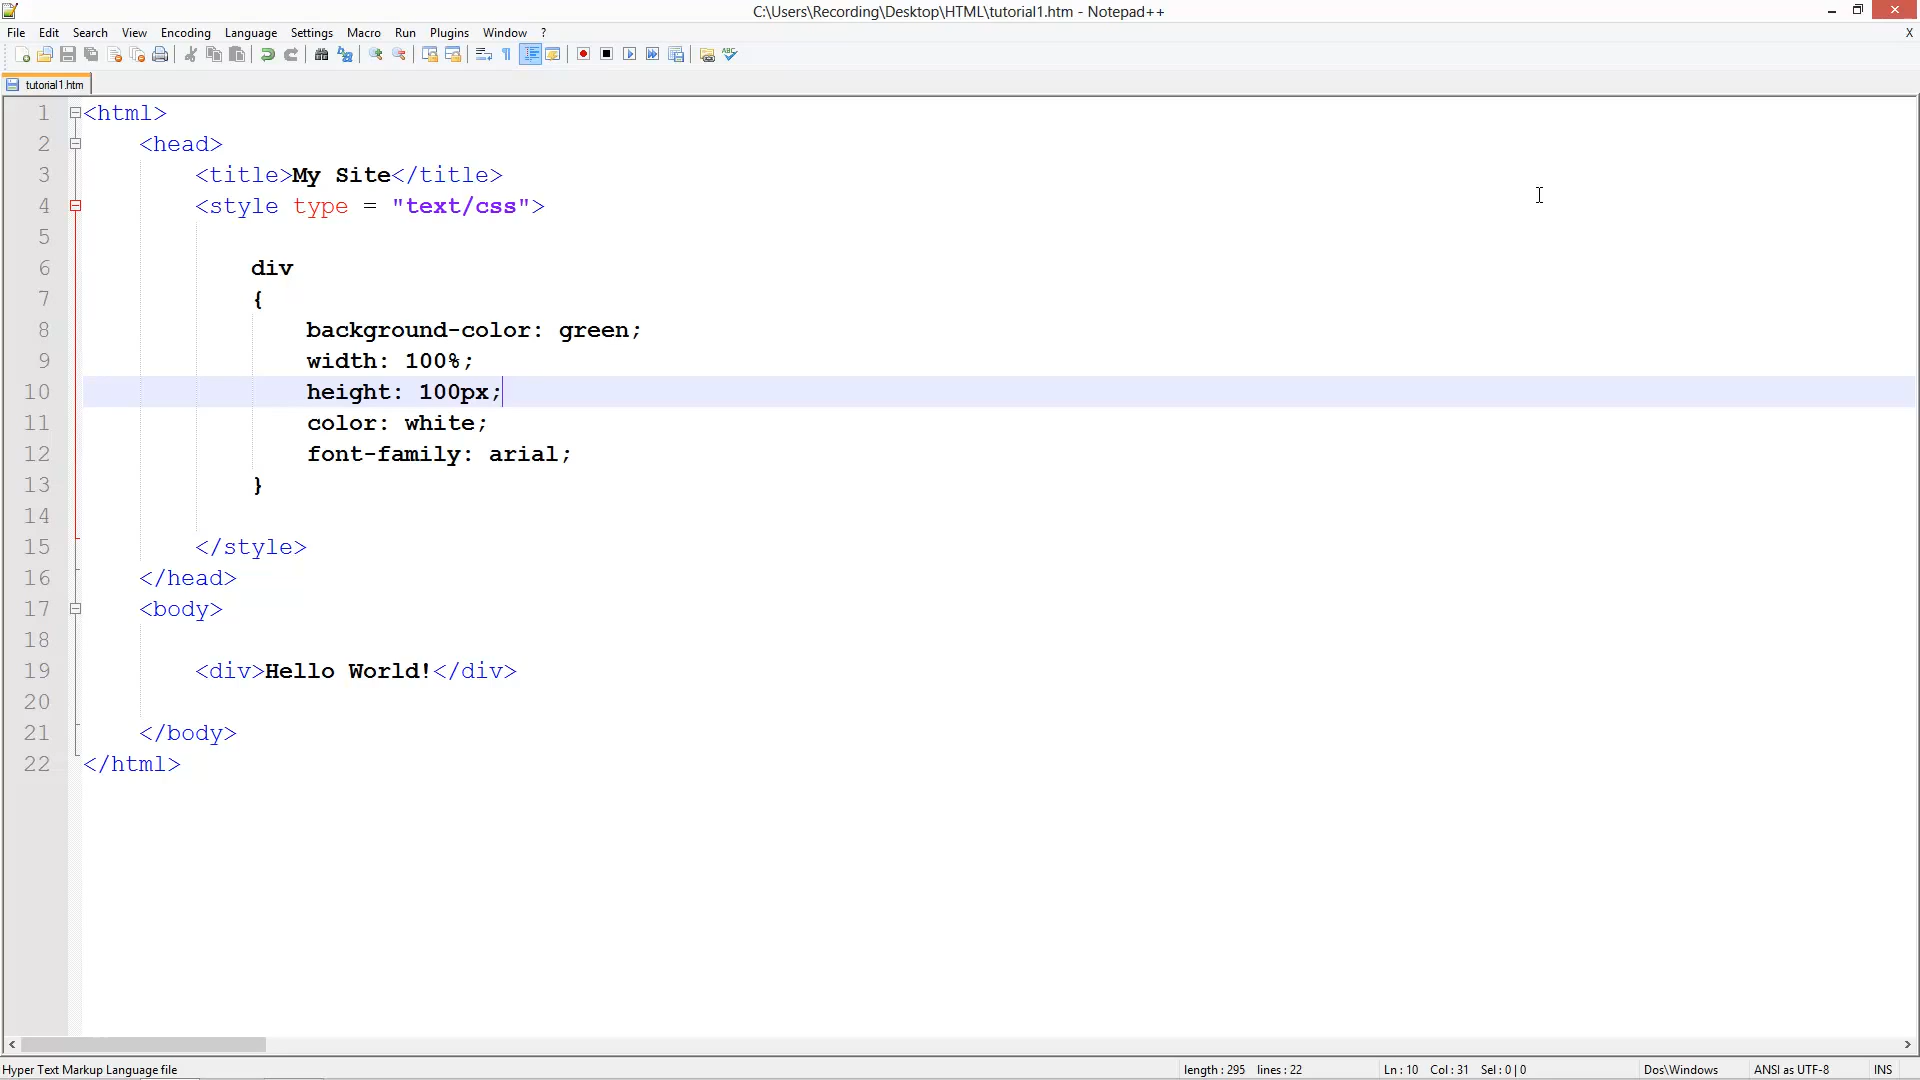 C:\Users\Recording\Desktop\HTML\tutorial1.htm - Notepad++
File Edit Search View Encoding Language Settings Macro Run Plugins Window ? X
tutorial1.htm
1 <html>
2 <head>
3 <title>My Site</title>
4 <style type = "text/css">
5
6 div
7 {
8 background-color: green;
9 width: 100%;
10 height: 100px;
11 color: white;
12 font-family: arial;
13 }
14
15 </style>
16 </head>
17 <body>
18
19 <div>Hello World!</div>
20
21 </body>
22 </html>
Hyper Text Markup Language file length : 295 lines : 22 Ln : 10 Col : 31 Sel : 0 | 0 Dos\Windows ANSI as UTF-8 INS